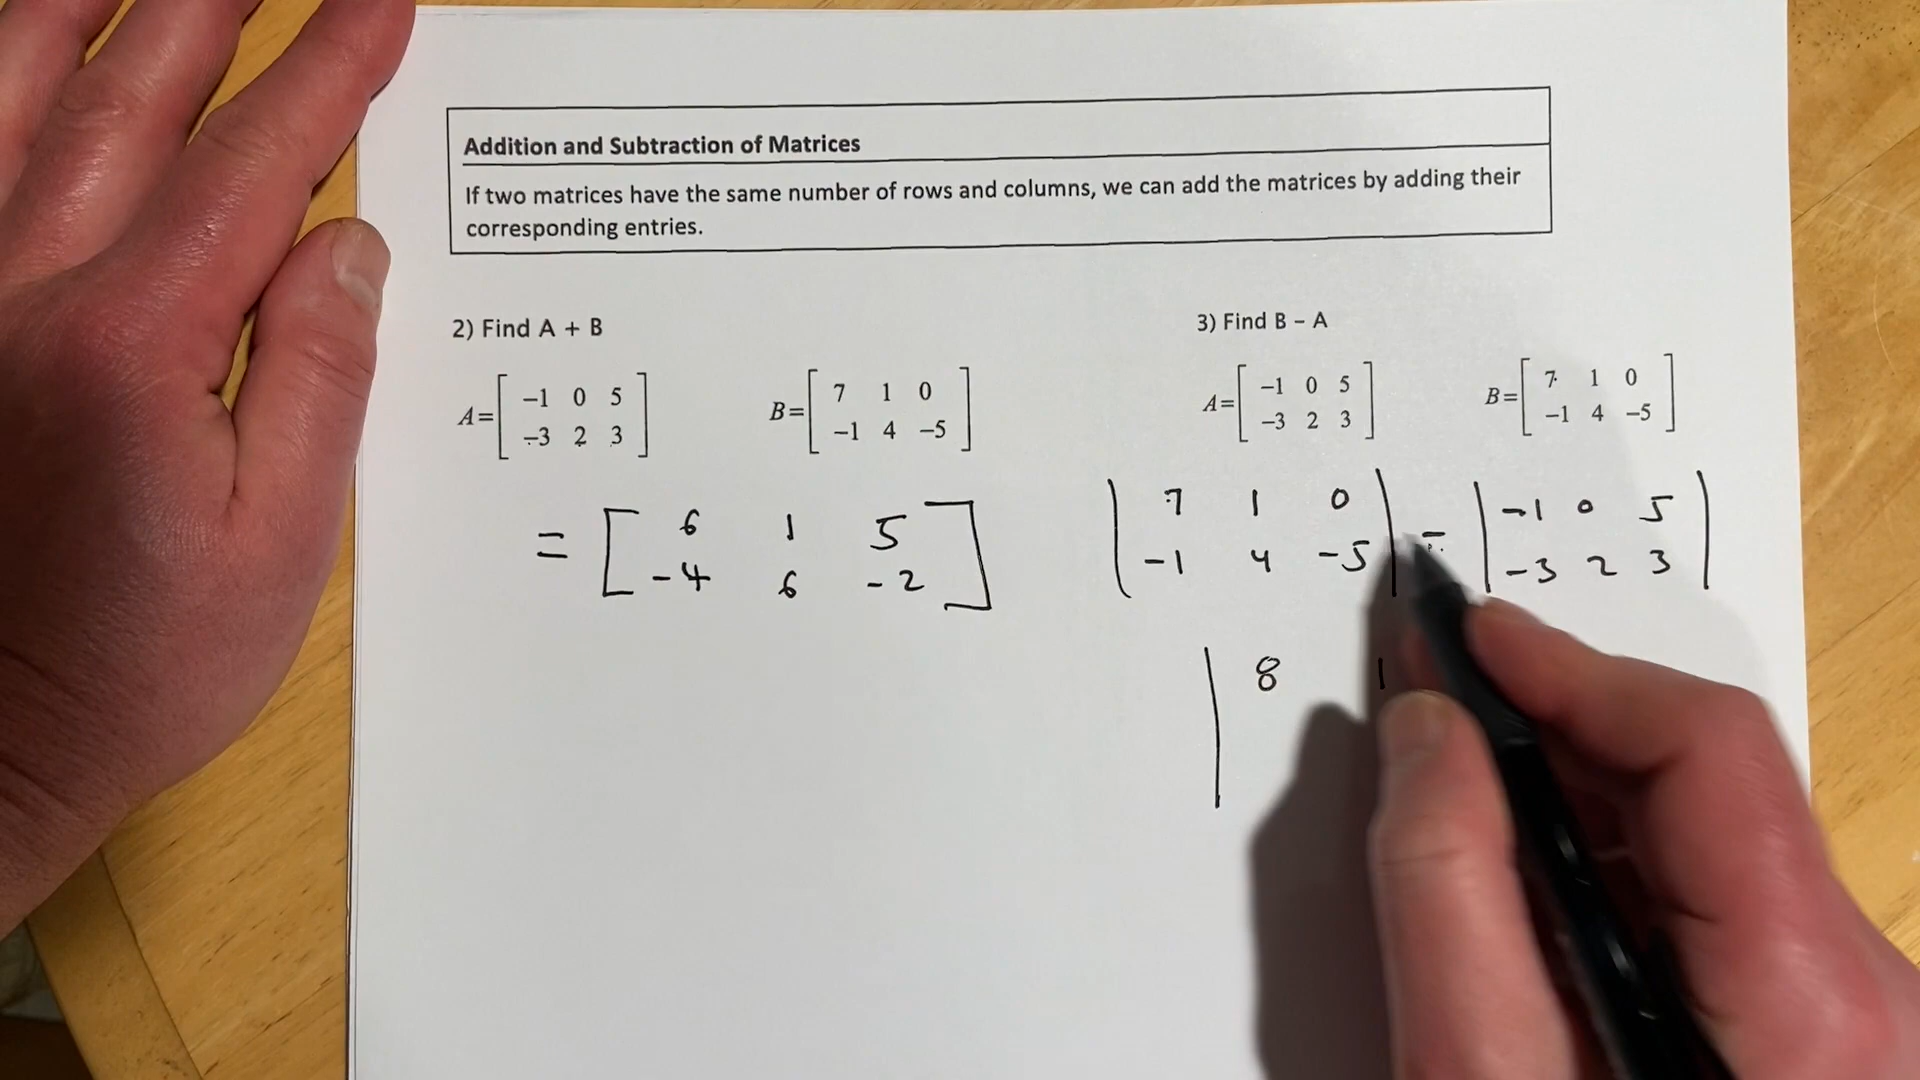 Addition and Subtraction of Matrices
If two matrices have the same number of rows and columns, we can add the matrices by adding their
corresponding entries.
2) Find A + B
A= [ −1 0 5
−3 2 3 ]
B= [ 7 1 0
−1 4 −5 ]
= [ 6 1 5
-4 6 -2 ]
3) Find B – A
A= [ −1 0 5
−3 2 3 ]
B= [ 7 1 0
−1 4 −5 ]
| 7 1 0 | - | -1 0 5 |
| -1 4 -5 | | -3 2 3 |
| 8 1